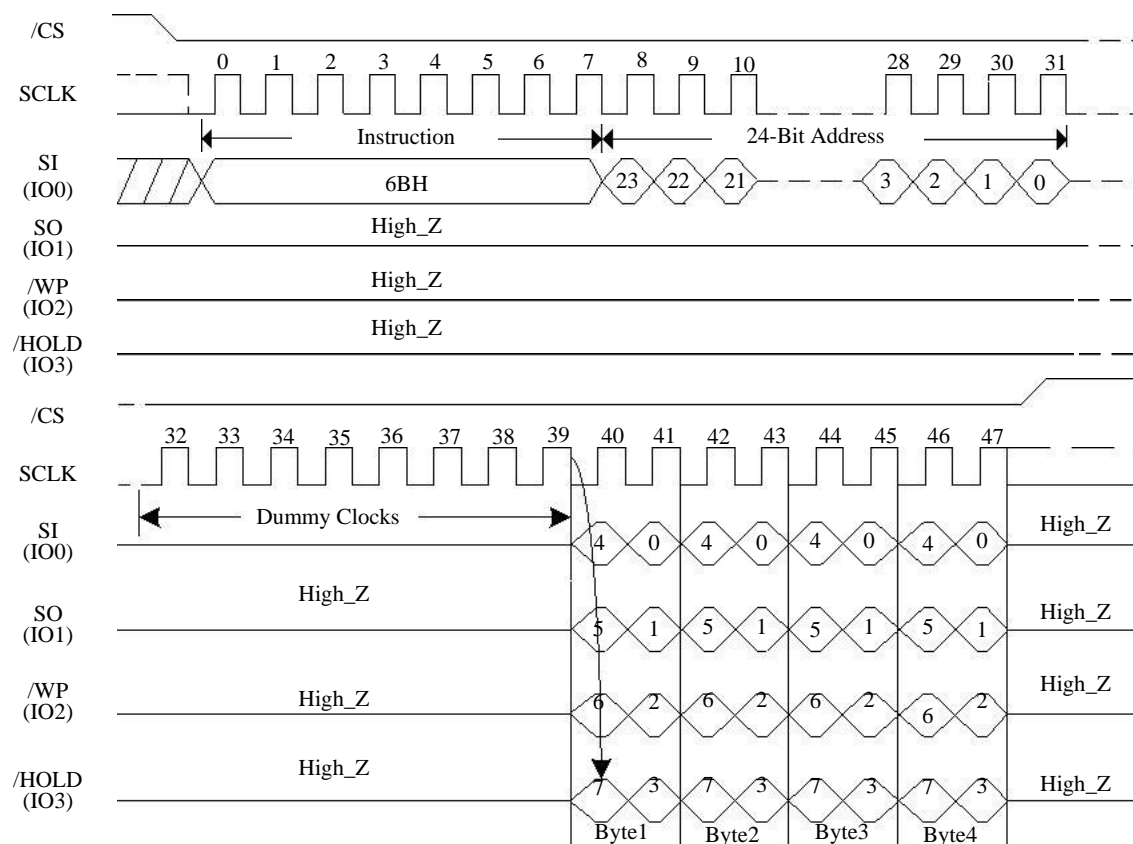 /CS
0 1 2 3 4 5 6 7 8 9 10 28 29 30 31
SCLK
Instruction 24-Bit Address
SI
(IO0)
6BH 23 22 21 3 2 1 0
SO
(IO1)
High_Z
/WP
(IO2)
High_Z
/HOLD
(IO3)
High_Z
/CS
32 33 34 35 36 37 38 39 40 41 42 43 44 45 46 47
SCLK
Dummy Clocks
SI
(IO0)
4 0 4 0 4 0 4 0 High_Z
SO
(IO1)
High_Z 5 1 5 1 5 1 5 1 High_Z
/WP
(IO2)
High_Z 6 2 6 2 6 2 6 2 High_Z
/HOLD
(IO3)
High_Z 7 3 7 3 7 3 7 3 High_Z
Byte1 Byte2 Byte3 Byte4